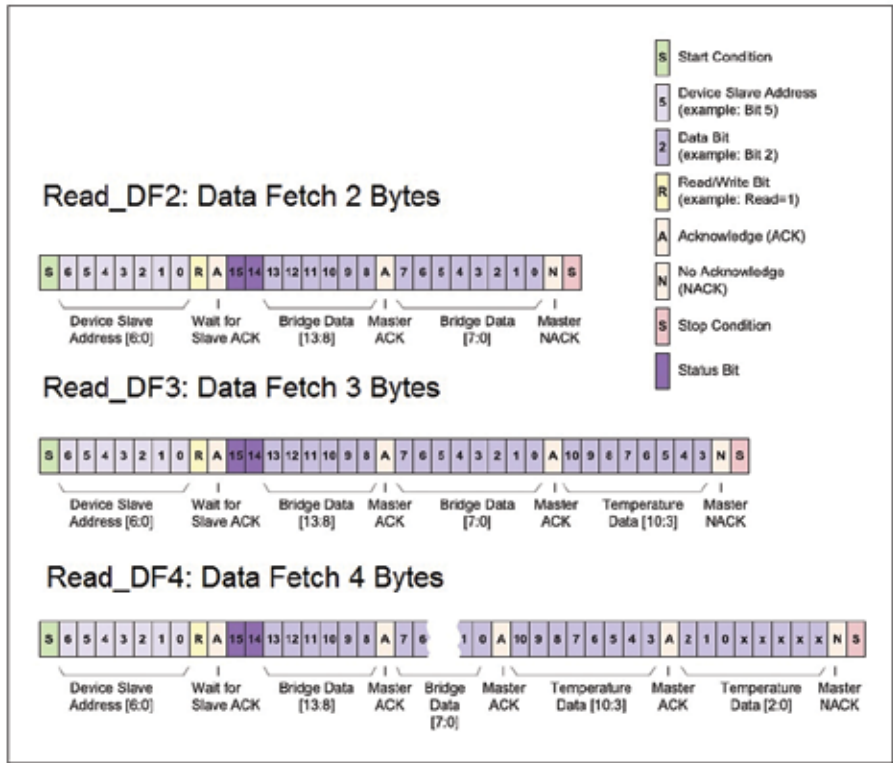 S Start Condition
5 Device Slave Address
(example: Bit 5)
2 Data Bit
(example: Bit 2)
R Read/Write Bit
(example: Read=1)
A Acknowledge (ACK)
N No Acknowledge
(NACK)
S Stop Condition
Status Bit
Read_DF2: Data Fetch 2 Bytes
S 6 5 4 3 2 1 0 R A 15 14 13 12 11 10 9 8 A 7 6 5 4 3 2 1 0 N S
Device Slave Wait for Bridge Data Master Bridge Data Master
Address [6:0] Slave ACK [13:8] ACK [7:0] NACK
Read_DF3: Data Fetch 3 Bytes
S 6 5 4 3 2 1 0 R A 15 14 13 12 11 10 9 8 A 7 6 5 4 3 2 1 0 A 10 9 8 7 6 5 4 3 N S
Device Slave Wait for Bridge Data Master Bridge Data Master Temperature Master
Address [6:0] Slave ACK [13:8] ACK [7:0] ACK Data [10:3] NACK
Read_DF4: Data Fetch 4 Bytes
S 6 5 4 3 2 1 0 R A 15 14 13 12 11 10 9 8 A 7 6 1 0 A 10 9 8 7 6 5 4 3 A 2 1 0 x x x x x N S
Device Slave Wait for Bridge Data Master Bridge Master Temperature Master Temperature Master
Address [6:0] Slave ACK [13:8] ACK Data ACK Data [10:3] ACK Data [2:0] NACK
[7:0]